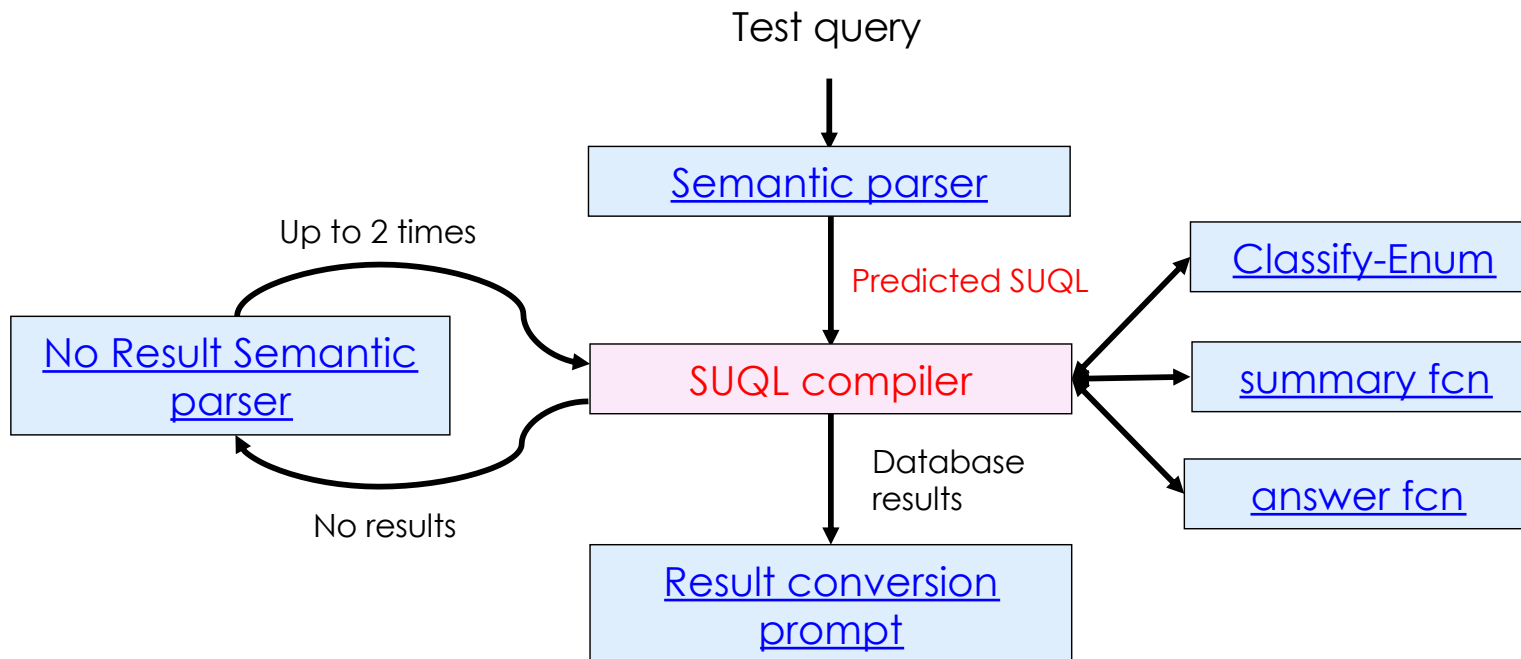 Test query
Semantic parser
Up to 2 times
Predicted SUQL
Classify-Enum
No Result Semantic
parser
SUQL compiler
summary fcn
Database
results
answer fcn
No results
Result conversion
prompt